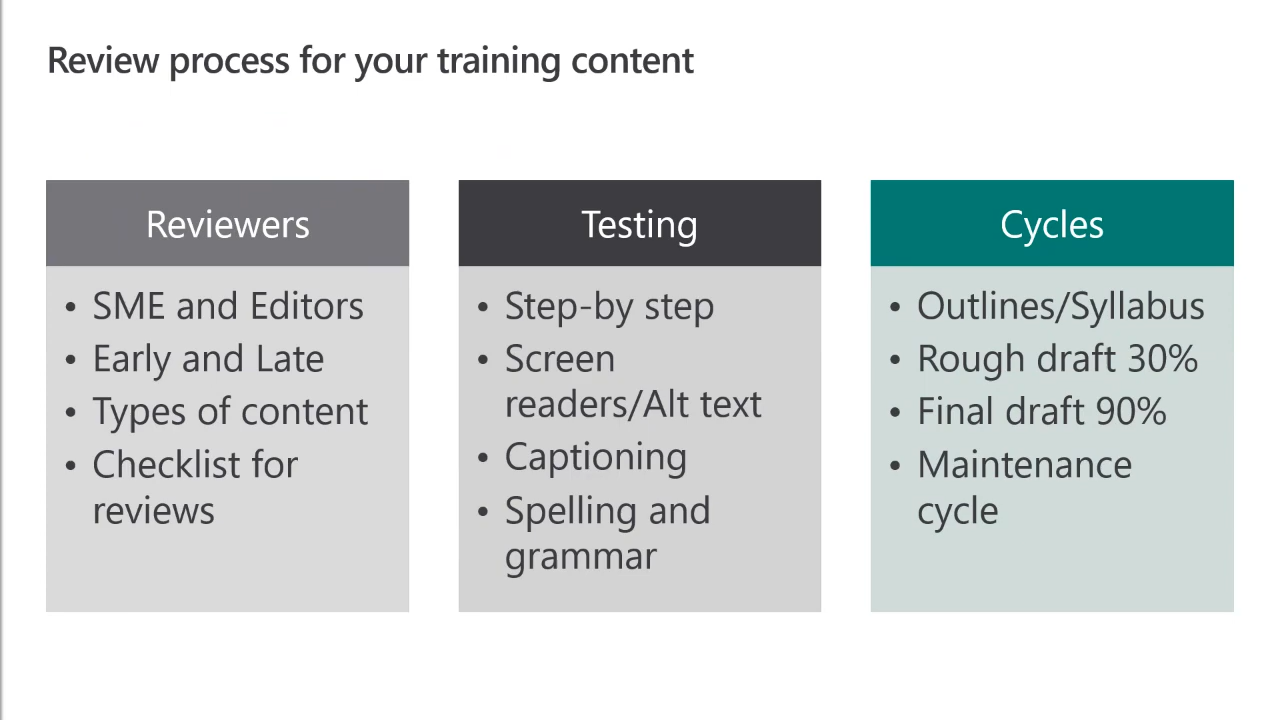 Review process for your training content
Reviewers
• SME and Editors
• Early and Late
• Types of content
• Checklist for
reviews
Testing
• Step-by step
• Screen
readers/Alt text
• Captioning
• Spelling and
grammar
Cycles
• Outlines/Syllabus
• Rough draft 30%
• Final draft 90%
• Maintenance
cycle